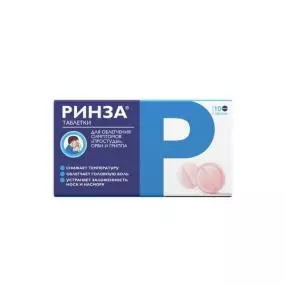 РИНЗА®
ТАБЛЕТКИ
ДЛЯ ОБЛЕГЧЕНИЯ
СИМПТОМОВ
«ПРОСТУДЫ»,
ОРВИ И ГРИППА
СНИЖАЕТ ТЕМПЕРАТУРУ
ОБЛЕГЧАЕТ ГОЛОВНУЮ БОЛЬ
УСТРАНЯЕТ ЗАЛОЖЕННОСТЬ
НОСА И НАСМОРК
Р
10